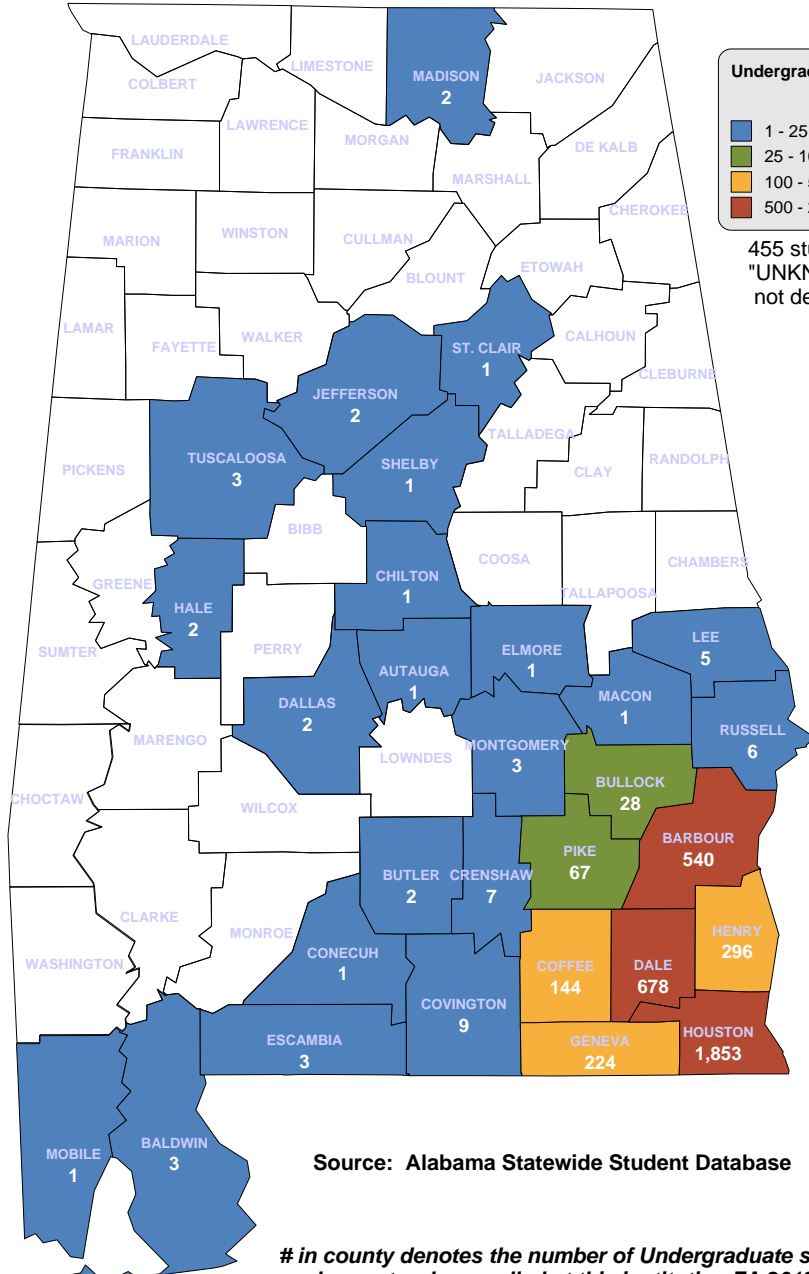 LAUDERDALE
LIMESTONE
MADISON
2
JACKSON
COLBERT
LAWRENCE
FRANKLIN
MORGAN
DE KALB
MARSHALL
CHEROKEE
MARION
WINSTON
CULLMAN
BLOUNT
ETOWAH
LAMAR
FAYETTE
WALKER
ST. CLAIR
1
CALHOUN
CLEBURNE
JEFFERSON
2
TUSCALOOSA
3
SHELBY
1
TALLADEGA
PICKENS
CLAY
RANDOLPH
BIBB
COOSA
CHAMBERS
GREENE
HALE
2
CHILTON
1
TALLAPOOSA
SUMTER
PERRY
AUTAUGA
1
ELMORE
1
LEE
5
DALLAS
2
MACON
1
RUSSELL
6
MARENGO
LOWNDES
MONTGOMERY
3
BULLOCK
28
CHOCTAW
WILCOX
BARBOUR
540
PIKE
67
BUTLER
2
CRENSHAW
7
CLARKE
MONROE
HENRY
296
WASHINGTON
CONECUH
1
COFFEE
144
DALE
678
COVINGTON
9
ESCAMBIA
3
GENEVA
224
HOUSTON
1,853
MOBILE
1
BALDWIN
3
Undergrad
1 - 25
25 -
100 -
500 -
455
not
Source: Alabama Statewide Student Database
# in county denotes the number of Undergraduate